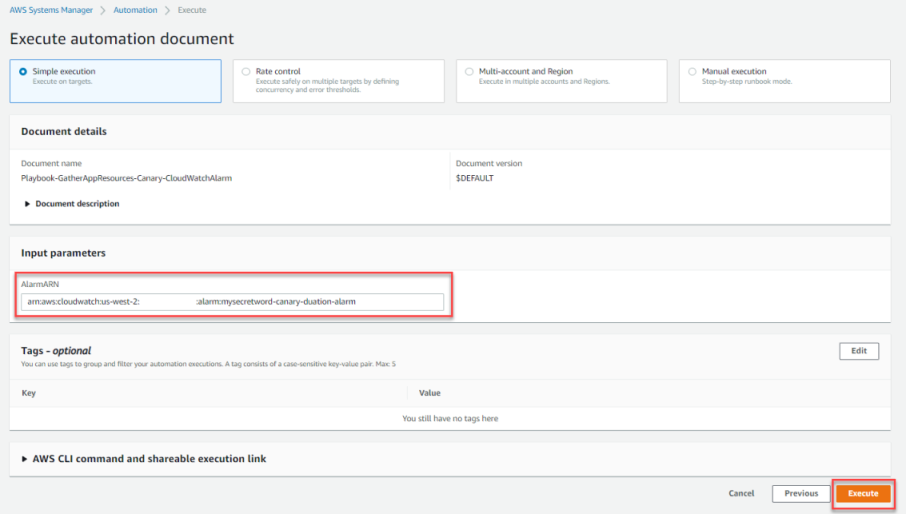 AWS Systems Manager > Automation > Execute
Execute automation document
Simple execution
Execute on targets.
Rate control
Execute safely on multiple targets by defining
concurrency and error thresholds.
Multi-account and Region
Execute in multiple accounts and Regions.
Manual execution
Step-by-step runbook mode.
Document details
Document name
Playbook-GatherAppResources-Canary-CloudWatchAlarm
Document version
$DEFAULT
Document description
Input parameters
AlarmARN
arn:aws:cloudwatch:us-west-2: :alarm:mysecretword-canary-duation-alarm
Tags - optional
Edit
You can use tags to group and filter your automation executions. A tag consists of a case-sensitive key-value pair. Max: 5
Key Value
You still have no tags here
AWS CLI command and shareable execution link
Cancel Previous Execute